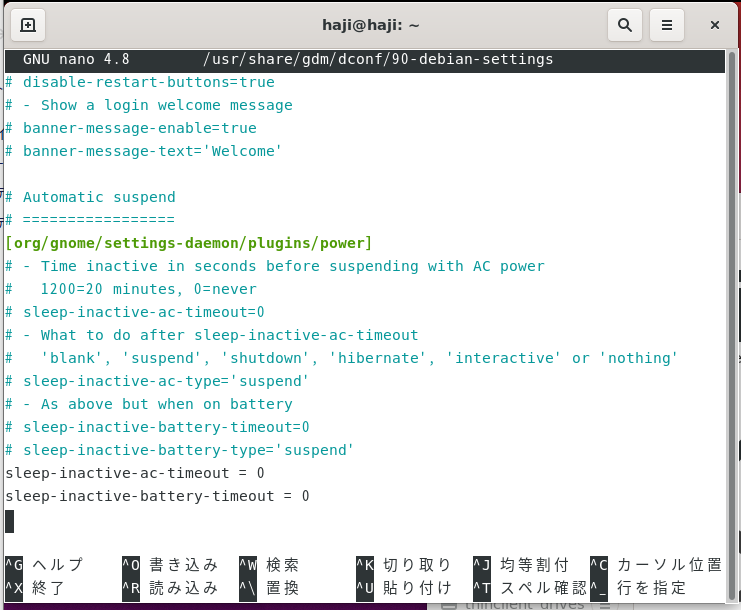 haji@haji: ~
GNU nano 4.8 /usr/share/gdm/dconf/90-debian-settings
# disable-restart-buttons=true
# - Show a login welcome message
# banner-message-enable=true
# banner-message-text='Welcome'
# Automatic suspend
# =================
[org/gnome/settings-daemon/plugins/power]
# - Time inactive in seconds before suspending with AC power
#   1200=20 minutes, 0=never
# sleep-inactive-ac-timeout=0
# - What to do after sleep-inactive-ac-timeout
#   'blank', 'suspend', 'shutdown', 'hibernate', 'interactive' or 'nothing'
# sleep-inactive-ac-type='suspend'
# - As above but when on battery
# sleep-inactive-battery-timeout=0
# sleep-inactive-battery-type='suspend'
sleep-inactive-ac-timeout = 0
sleep-inactive-battery-timeout = 0
^G ヘルプ ^O 書き込み ^W 検索 ^K 切り取り ^J 均等割付 ^C カーソル位置
^X 終了 ^R 読み込み ^\ 置換 ^U 貼り付け ^T スペル確認 ^_ 行を指定
thinclient_drives